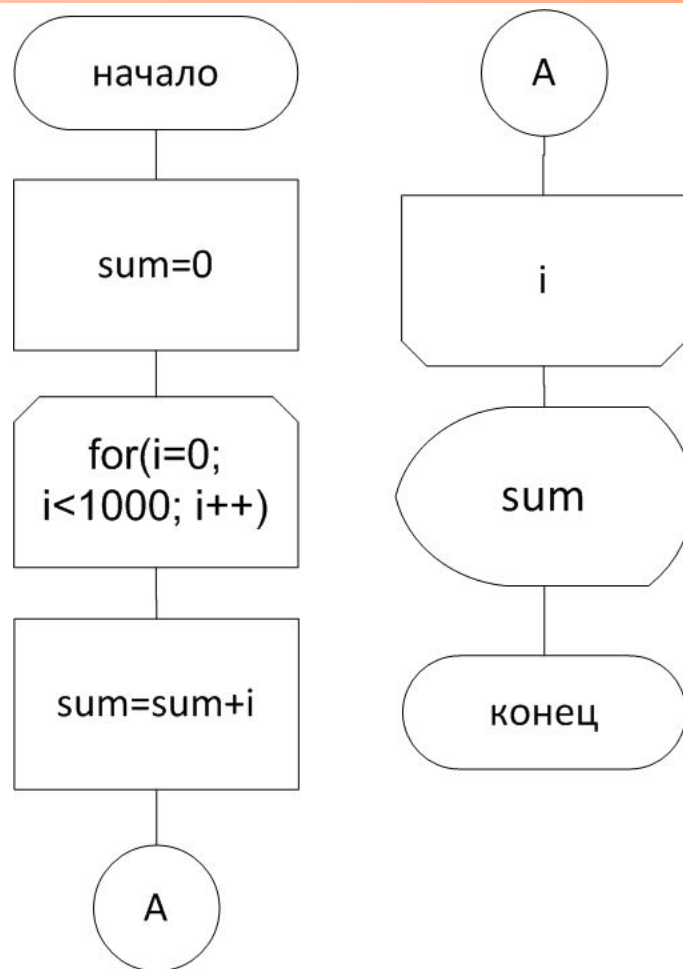 начало
sum=0
for(i=0;
i<1000; i++)
sum=sum+i
A
A
i
sum
конец